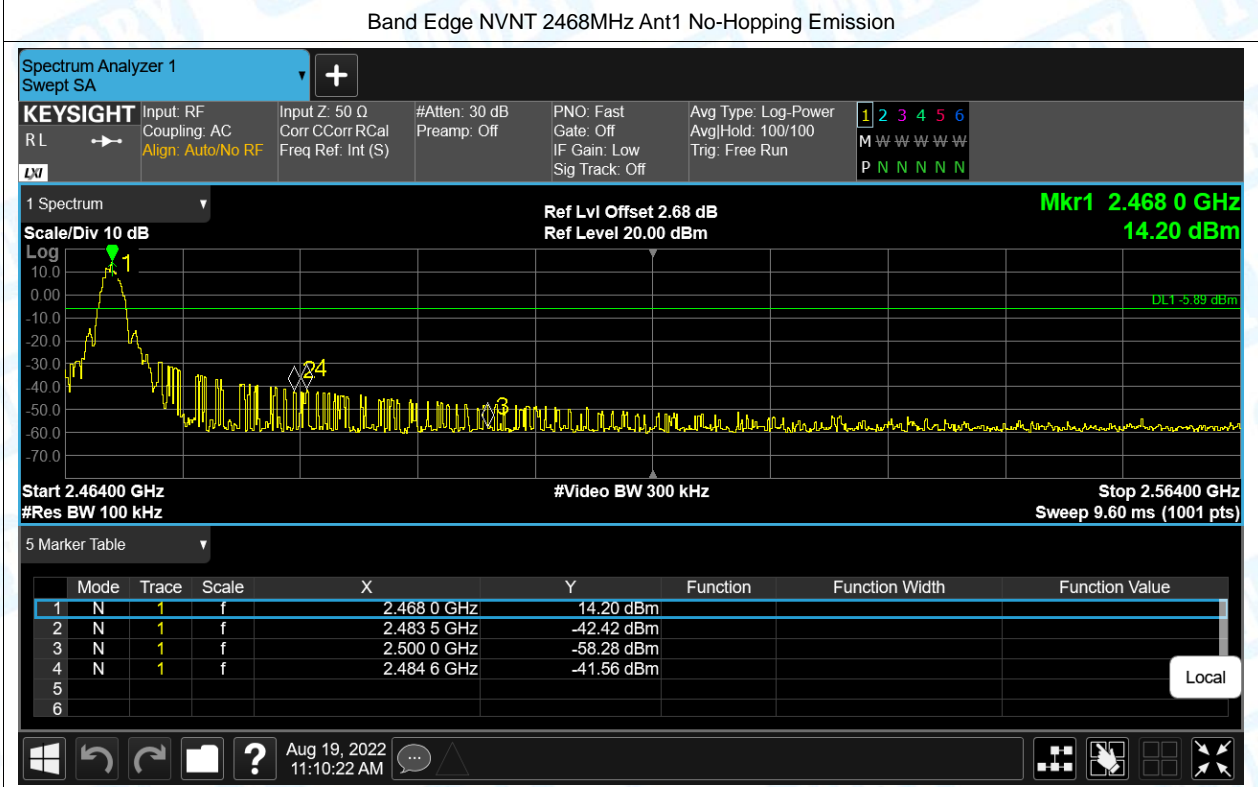 Band Edge NVNT 2468MHz Ant1 No-Hopping Emission
Spectrum Analyzer 1
Swept SA
KEYSIGHT
R L
LXI
Input: RF
Coupling: AC
Align: Auto/No RF
Input Z: 50 Ω
Corr CCorr RCal
Freq Ref: Int (S)
#Atten: 30 dB
Preamp: Off
PNO: Fast
Gate: Off
IF Gain: Low
Sig Track: Off
Avg Type: Log-Power
Avg|Hold: 100/100
Trig: Free Run
1 2 3 4 5 6
M W W W W W
P N N N N N
1 Spectrum
Scale/Div 10 dB
Ref Lvl Offset 2.68 dB
Ref Level 20.00 dBm
Mkr1 2.468 0 GHz
14.20 dBm
Log
10.0
0.00
-10.0
-20.0
-30.0
-40.0
-50.0
-60.0
-70.0
1
DL1 -5.89 dBm
24
3
Start 2.46400 GHz
#Video BW 300 kHz
Stop 2.56400 GHz
#Res BW 100 kHz
Sweep 9.60 ms (1001 pts)
5 Marker Table
Mode Trace Scale X Y Function Function Width Function Value
1 N 1 f 2.468 0 GHz 14.20 dBm
2 N 1 f 2.483 5 GHz -42.42 dBm
3 N 1 f 2.500 0 GHz -58.28 dBm
4 N 1 f 2.484 6 GHz -41.56 dBm
5
6
Local
?
Aug 19, 2022
11:10:22 AM